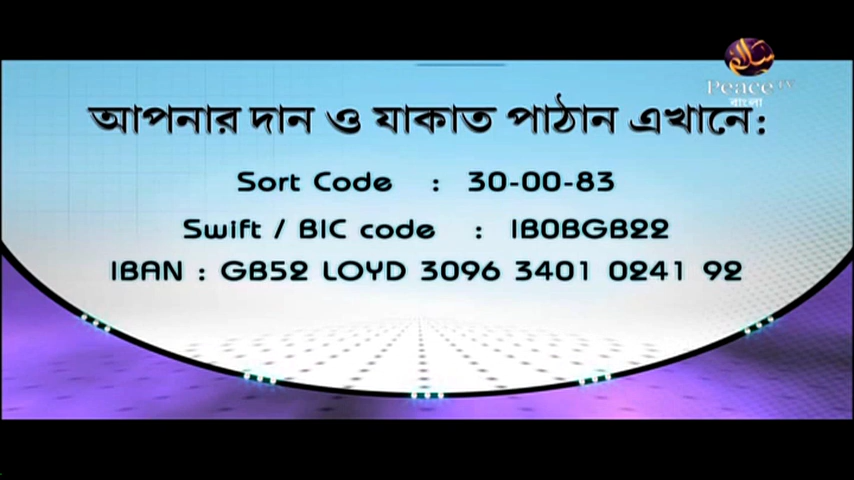 Peace TV
বাংলা
আপনার দান ও যাকাত পাঠান এখানে:
Sort Code : 30-00-83
Swift / BIC code : IBOBGB22
IBAN : GB52 LOYD 3096 3401 0241 92